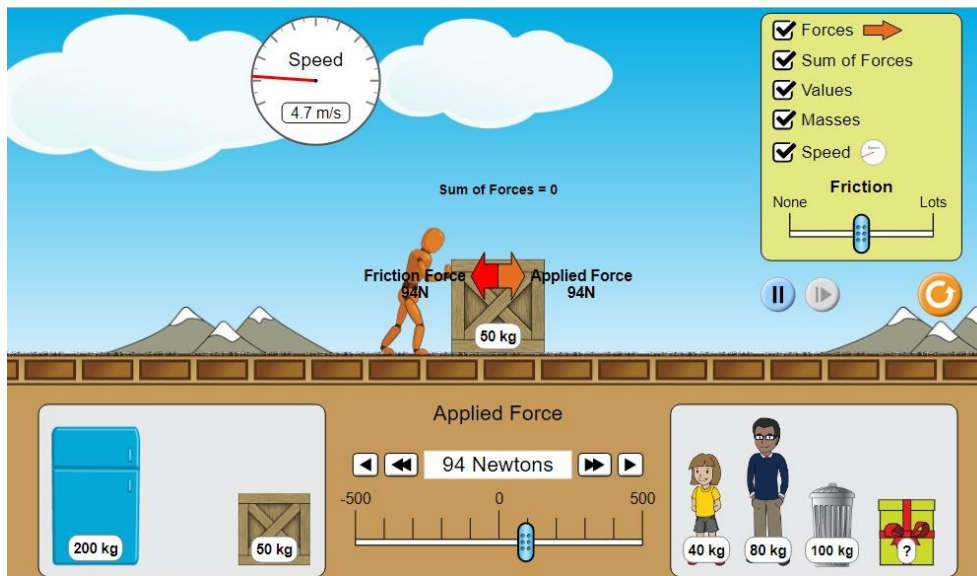 Speed
4.7 m/s
Forces
Sum of Forces
Values
Masses
Speed
Friction
None Lots
Sum of Forces = 0
Friction Force Applied Force
94N 94N
50 kg
Applied Force
94 Newtons
-500 0 500
200 kg
50 kg
40 kg
80 kg
100 kg
?